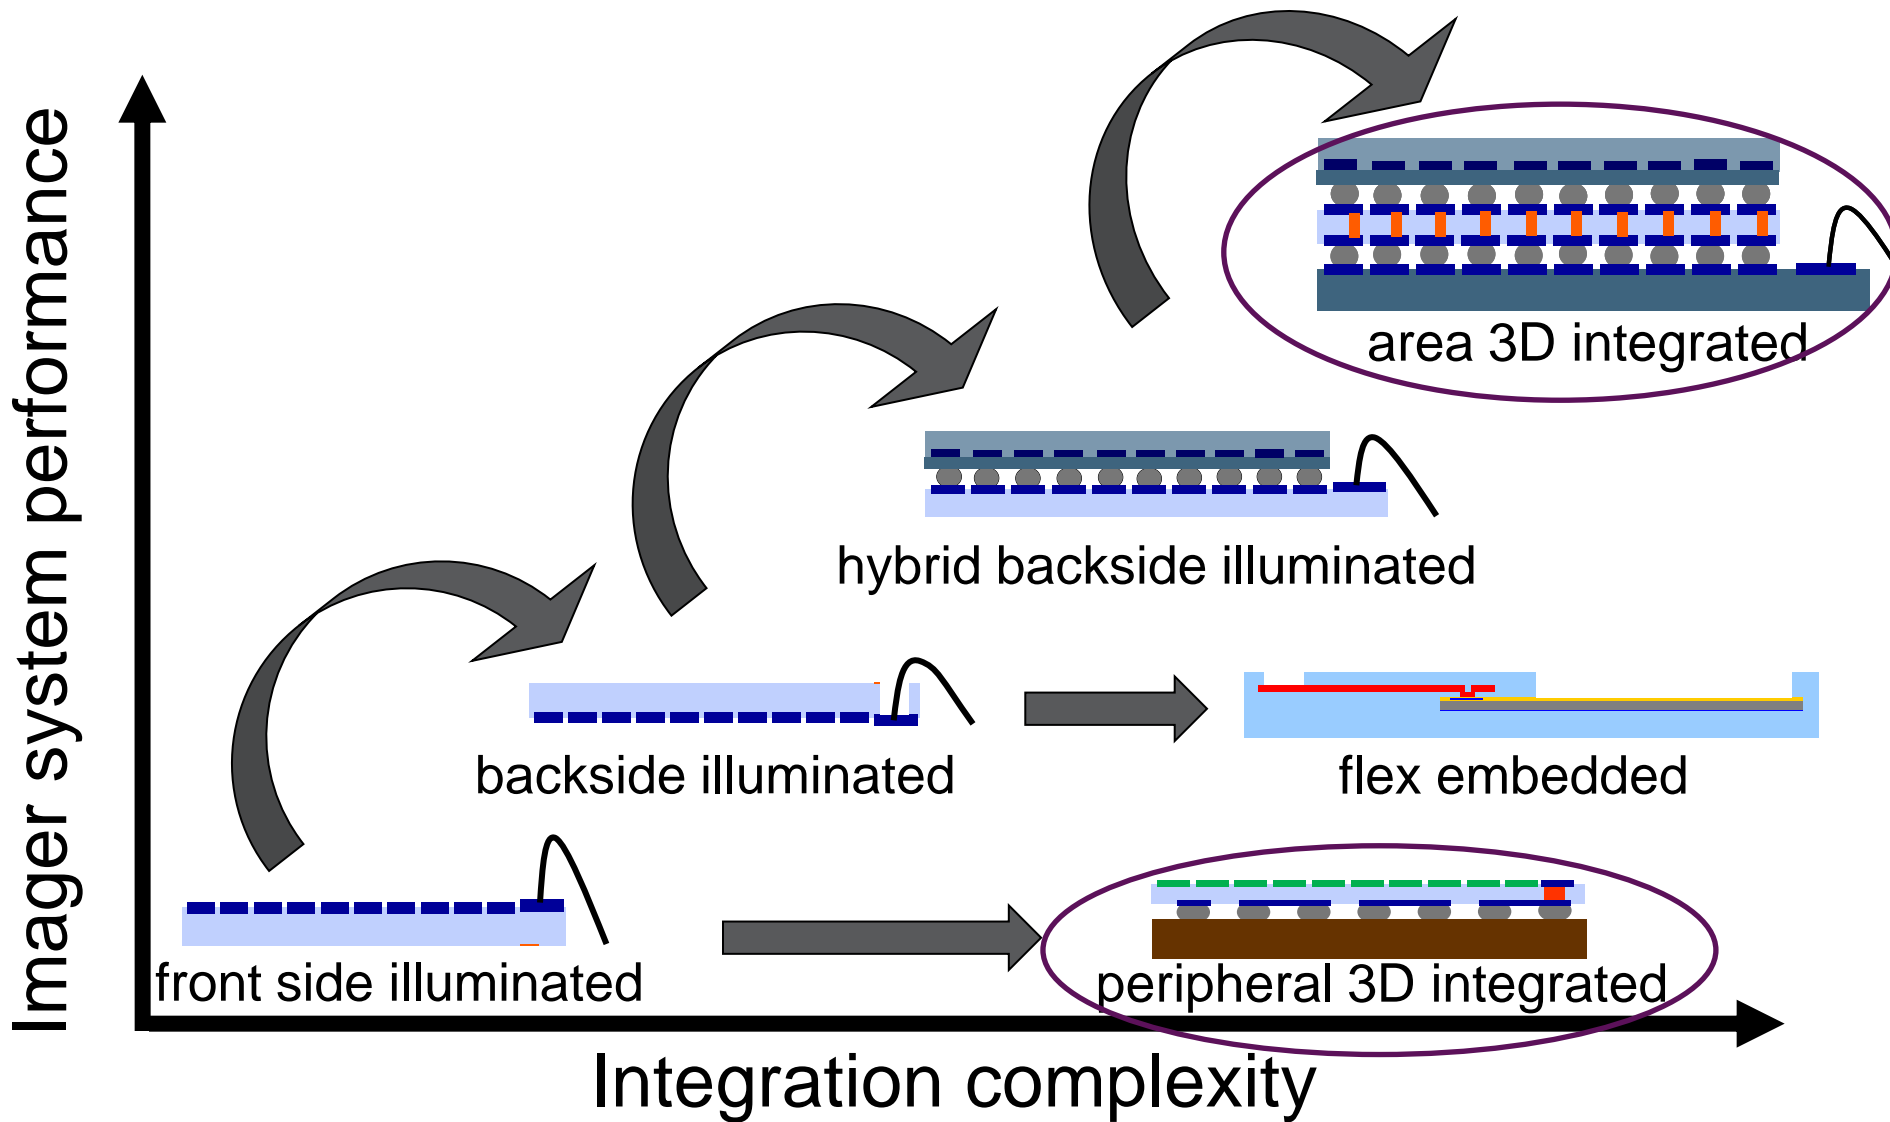 Imager system performance
area 3D integrated
hybrid backside illuminated
backside illuminated
flex embedded
front side illuminated
peripheral 3D integrated
Integration complexity